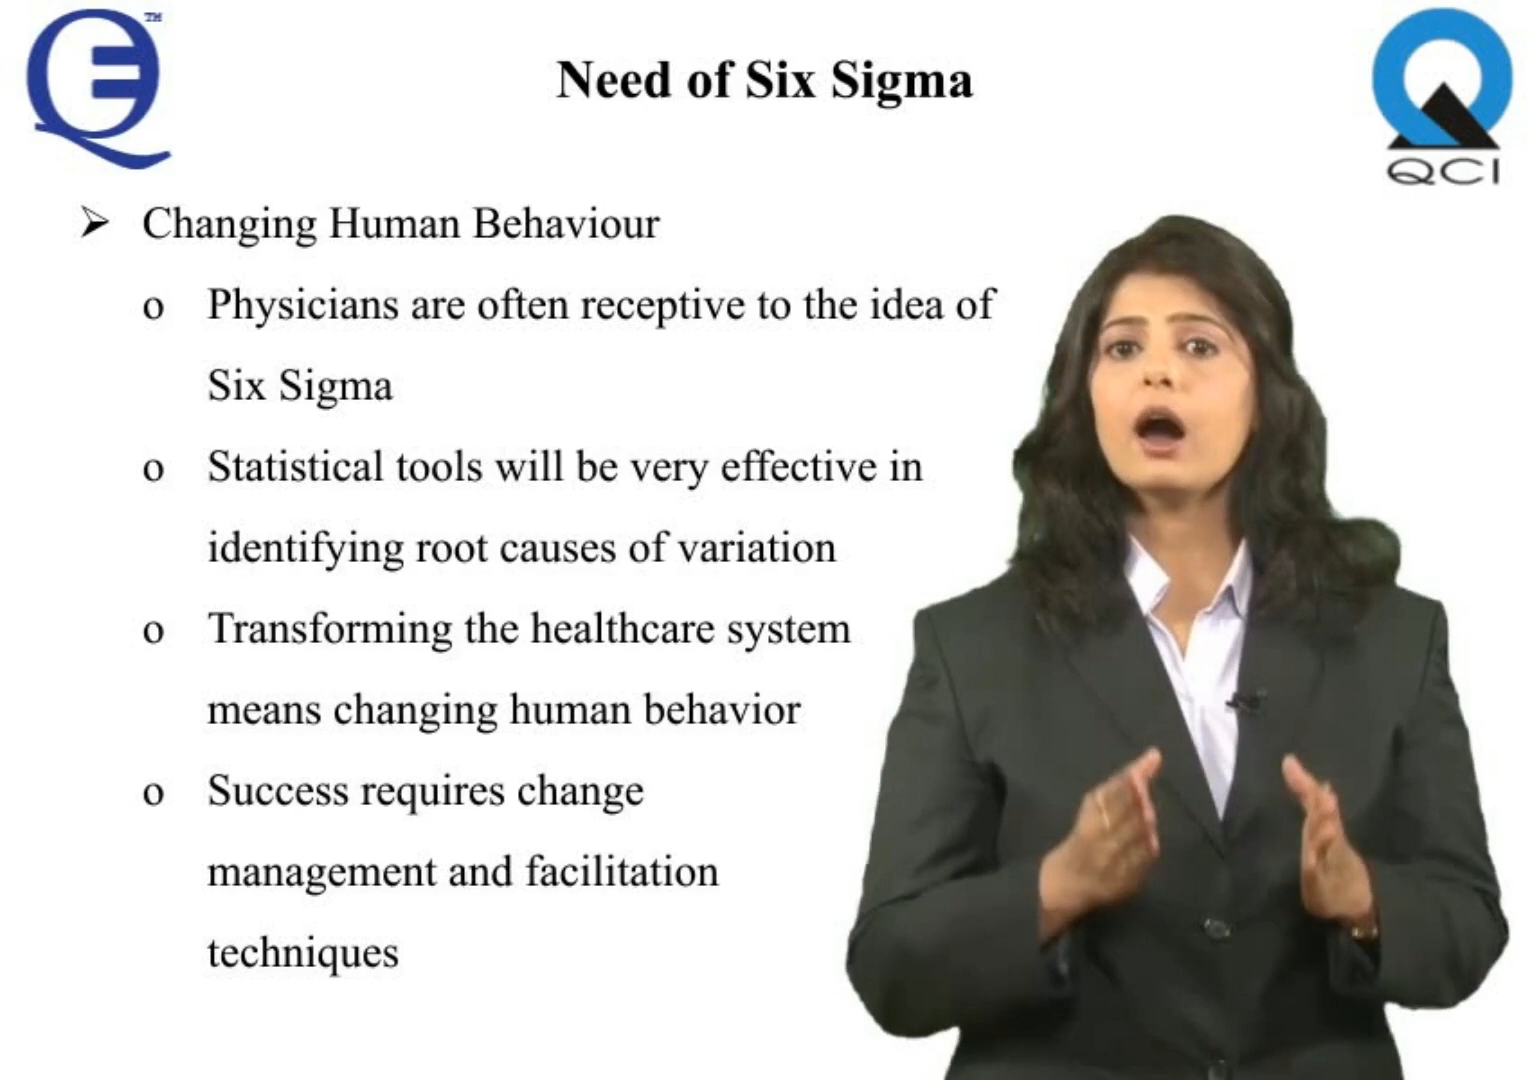 TM
Need of Six Sigma
QCI
➢ Changing Human Behaviour
o Physicians are often receptive to the idea of
Six Sigma
o Statistical tools will be very effective in
identifying root causes of variation
o Transforming the healthcare system
means changing human behavior
o Success requires change
management and facilitation
techniques